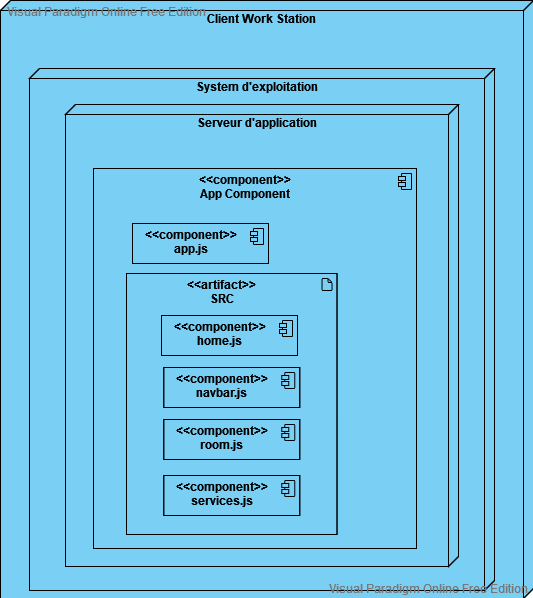 Visual Paradigm Online Free Edition
Client Work Station
System d'exploitation
Serveur d'application
<<component>>
App Component
<<component>>
app.js
<<artifact>>
SRC
<<component>>
home.js
<<component>>
navbar.js
<<component>>
room.js
<<component>>
services.js
Visual Paradigm Online Free Edition